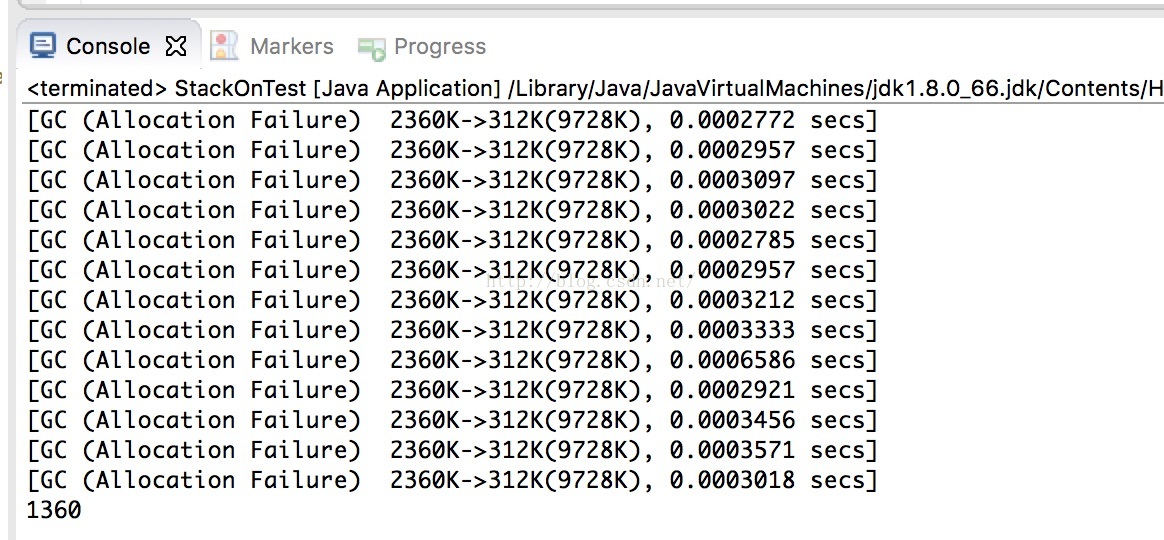 Console Markers Progress
<terminated> StackOnTest [Java Application] /Library/Java/JavaVirtualMachines/jdk1.8.0_66.jdk/Contents/H
[GC (Allocation Failure)  2360K->312K(9728K), 0.0002772 secs]
[GC (Allocation Failure)  2360K->312K(9728K), 0.0002957 secs]
[GC (Allocation Failure)  2360K->312K(9728K), 0.0003097 secs]
[GC (Allocation Failure)  2360K->312K(9728K), 0.0003022 secs]
[GC (Allocation Failure)  2360K->312K(9728K), 0.0002785 secs]
[GC (Allocation Failure)  2360K->312K(9728K), 0.0002957 secs]
http://blog.csdn.net/
[GC (Allocation Failure)  2360K->312K(9728K), 0.0003212 secs]
[GC (Allocation Failure)  2360K->312K(9728K), 0.0003333 secs]
[GC (Allocation Failure)  2360K->312K(9728K), 0.0006586 secs]
[GC (Allocation Failure)  2360K->312K(9728K), 0.0002921 secs]
[GC (Allocation Failure)  2360K->312K(9728K), 0.0003456 secs]
[GC (Allocation Failure)  2360K->312K(9728K), 0.0003571 secs]
[GC (Allocation Failure)  2360K->312K(9728K), 0.0003018 secs]
1360